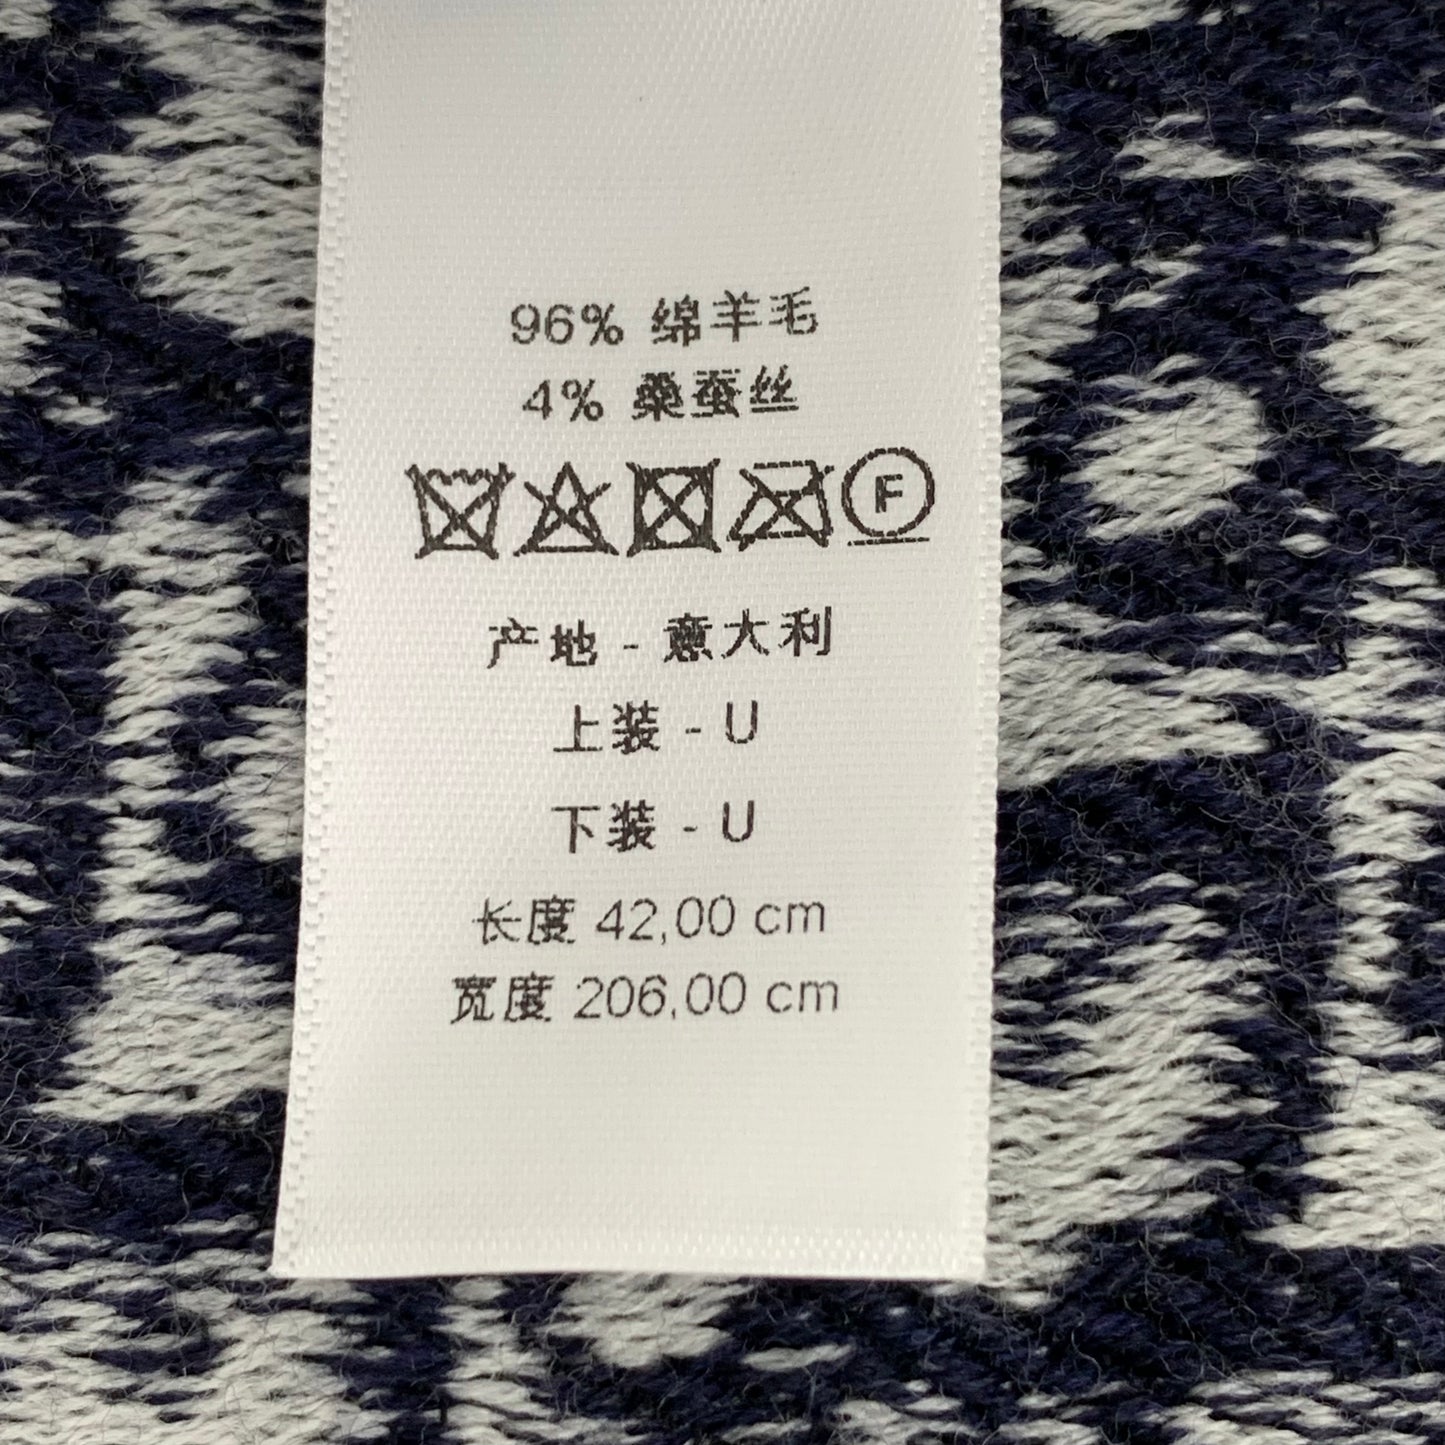 96% 绵羊毛
4% 桑蚕丝
F
产地 - 意大利
上装 - U
下装 - U
长度 42,00 cm
宽度 206,00 cm